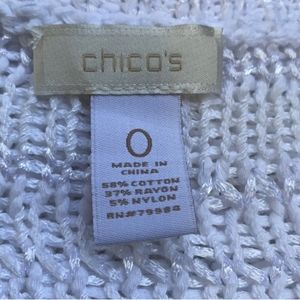 chico's
0
MADE IN
CHINA
58% COTTON
37% RAYON
5% NYLON
RN#79984